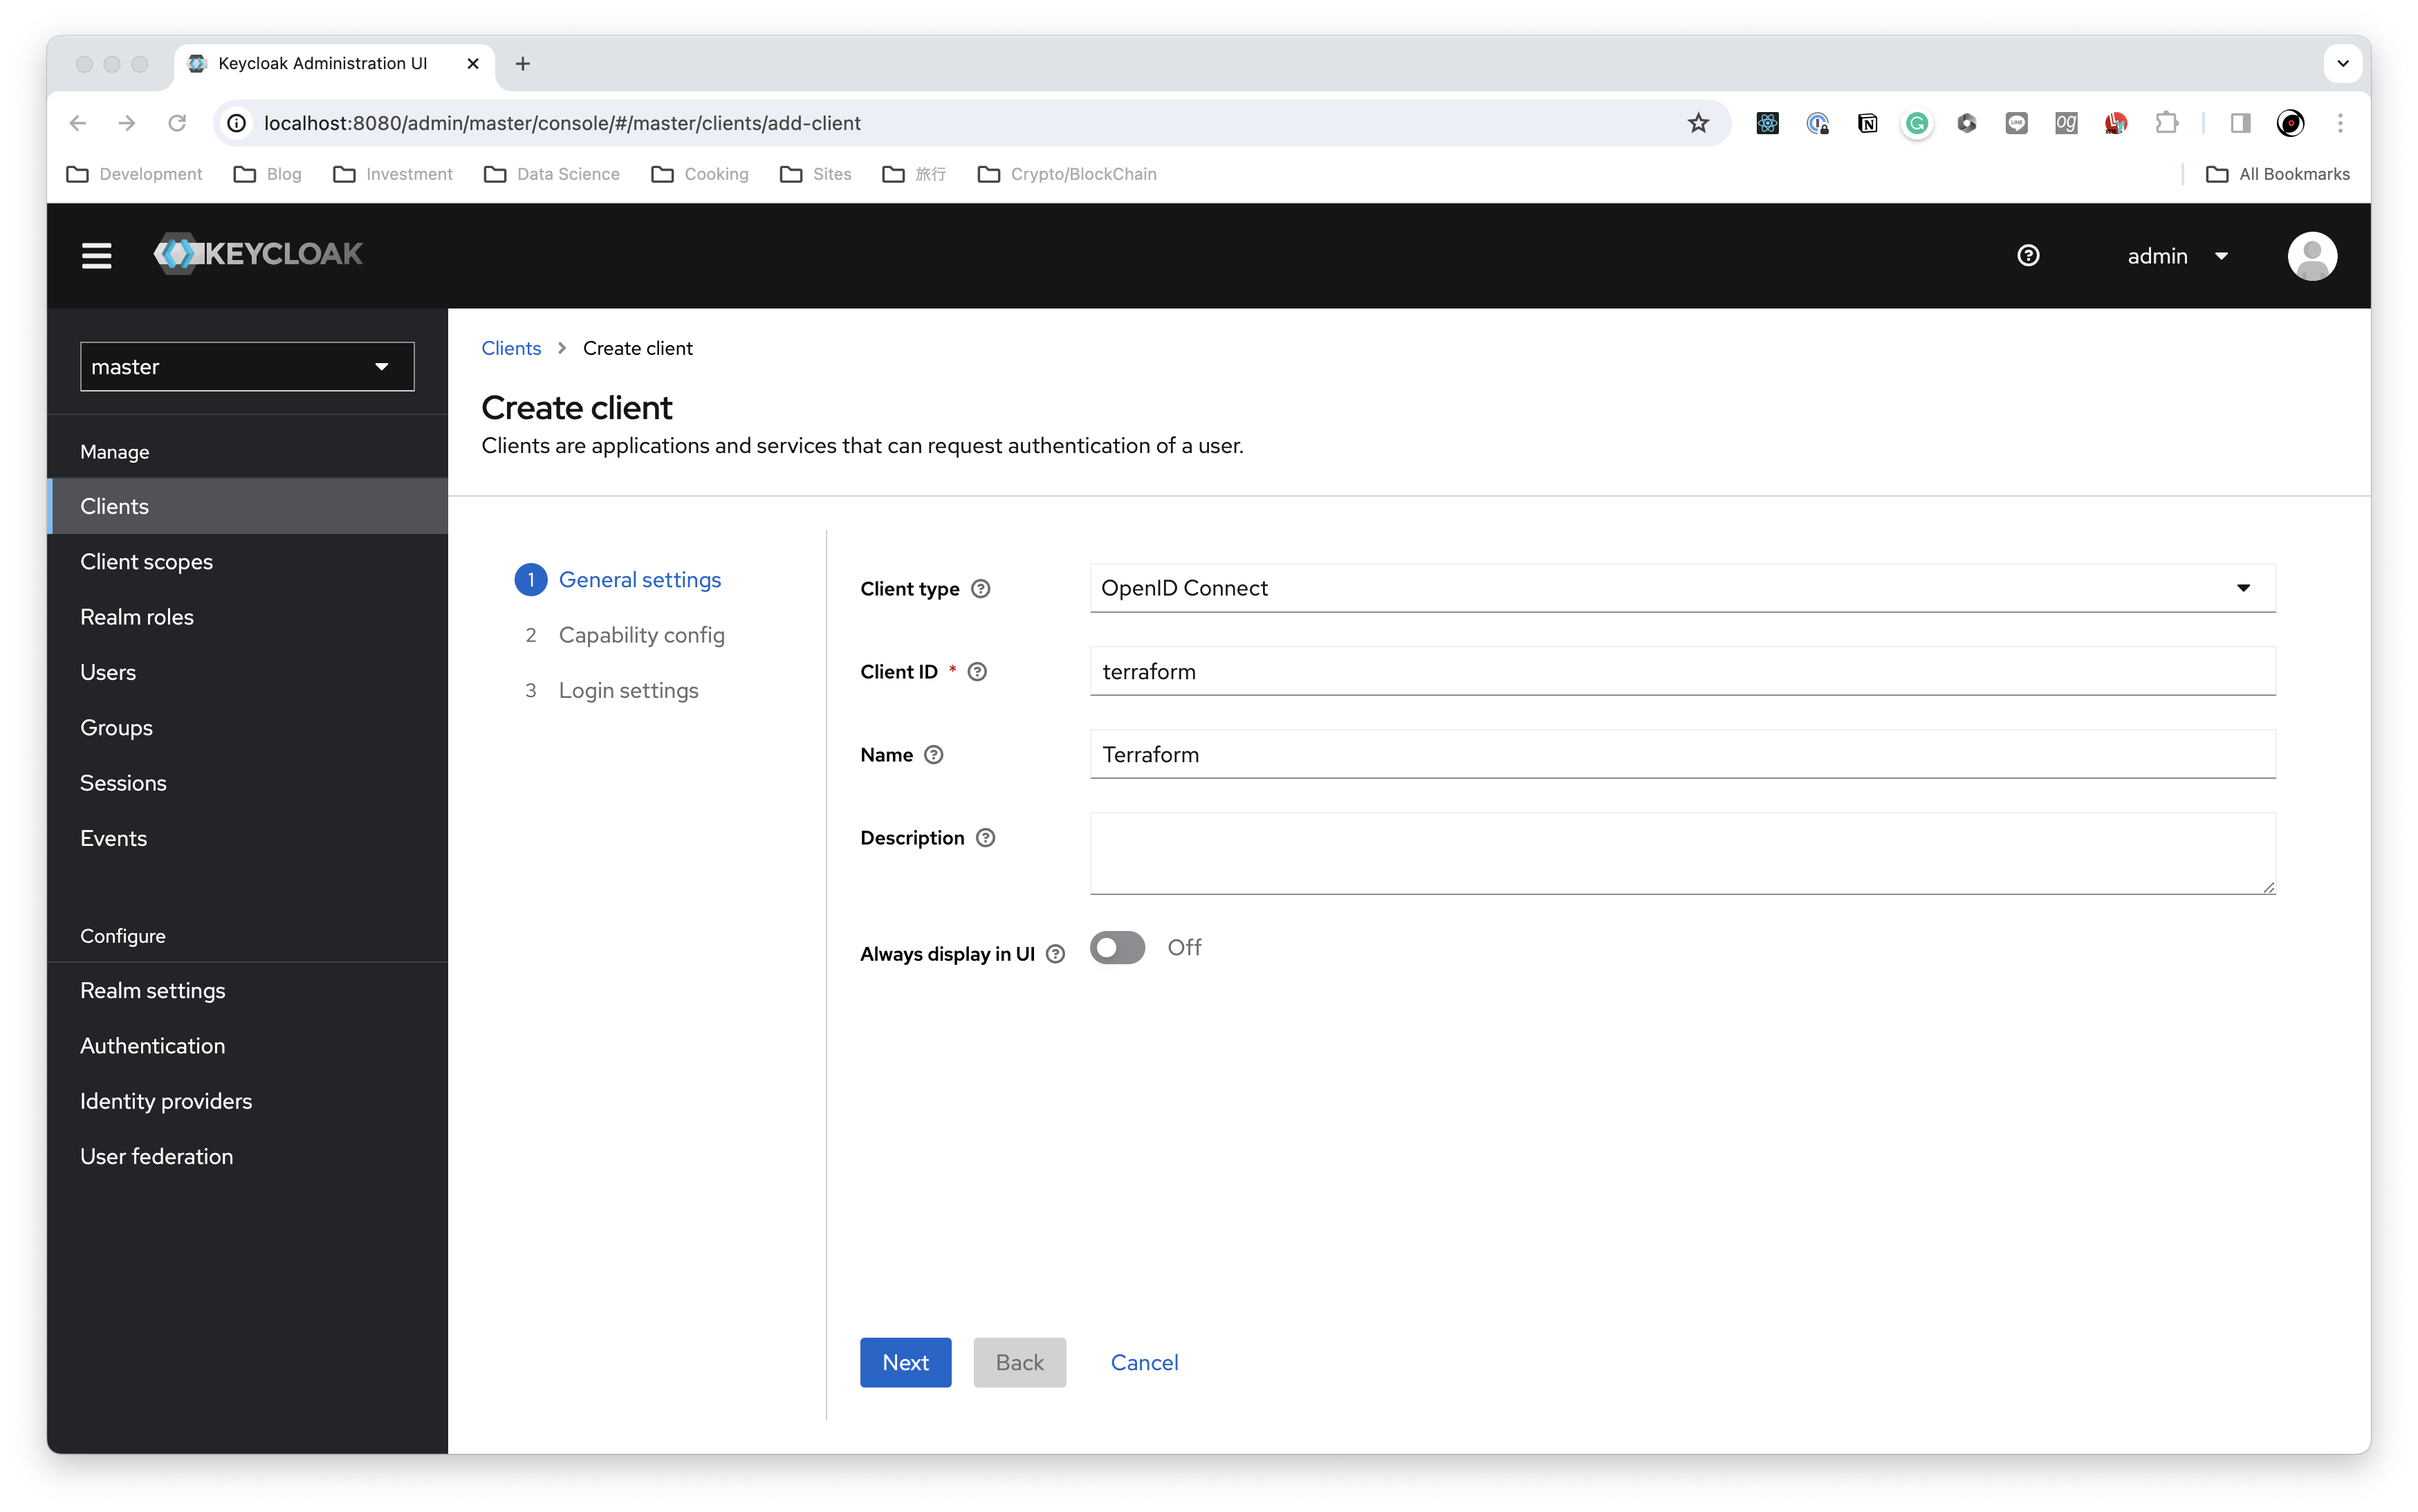 Keycloak Administration UI
localhost:8080/admin/master/console/#/master/clients/add-client
Development Blog Investment Data Science Cooking Sites 旅行 Crypto/BlockChain All Bookmarks
KEYCLOAK admin
master
Manage
Clients
Client scopes
Realm roles
Users
Groups
Sessions
Events
Configure
Realm settings
Authentication
Identity providers
User federation
Clients > Create client
Create client
Clients are applications and services that can request authentication of a user.
1 General settings
2 Capability config
3 Login settings
Client type OpenID Connect
Client ID * terraform
Name Terraform
Description
Always display in UI Off
Next Back Cancel